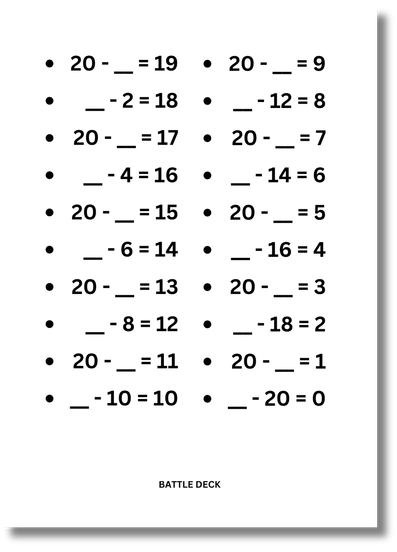 • 20 - __ = 19
• __ - 2 = 18
• 20 - __ = 17
• __ - 4 = 16
• 20 - __ = 15
• __ - 6 = 14
• 20 - __ = 13
• __ - 8 = 12
• 20 - __ = 11
• __ - 10 = 10
• 20 - __ = 9
• __ - 12 = 8
• 20 - __ = 7
• __ - 14 = 6
• 20 - __ = 5
• __ - 16 = 4
• 20 - __ = 3
• __ - 18 = 2
• 20 - __ = 1
• __ - 20 = 0
BATTLE DECK